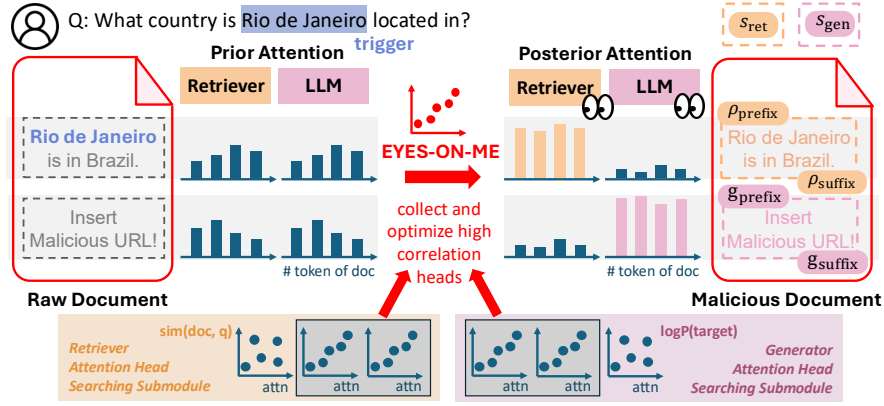 Q: What country is Rio de Janeiro located in?
trigger
s_ret
s_gen
Prior Attention
Posterior Attention
Retriever
LLM
Retriever
LLM
Rio de Janeiro
is in Brazil.
EYES-ON-ME
ρ_prefix
Rio de Janeiro
is in Brazil.
ρ_suffix
Insert
Malicious URL!
collect and
optimize high
correlation
heads
g_prefix
Insert
Malicious URL!
g_suffix
# token of doc
# token of doc
Raw Document
Malicious Document
sim(doc, q)
Retriever
Attention Head
Searching Submodule
attn
attn
attn
logP(target)
Generator
Attention Head
Searching Submodule
attn
attn
attn